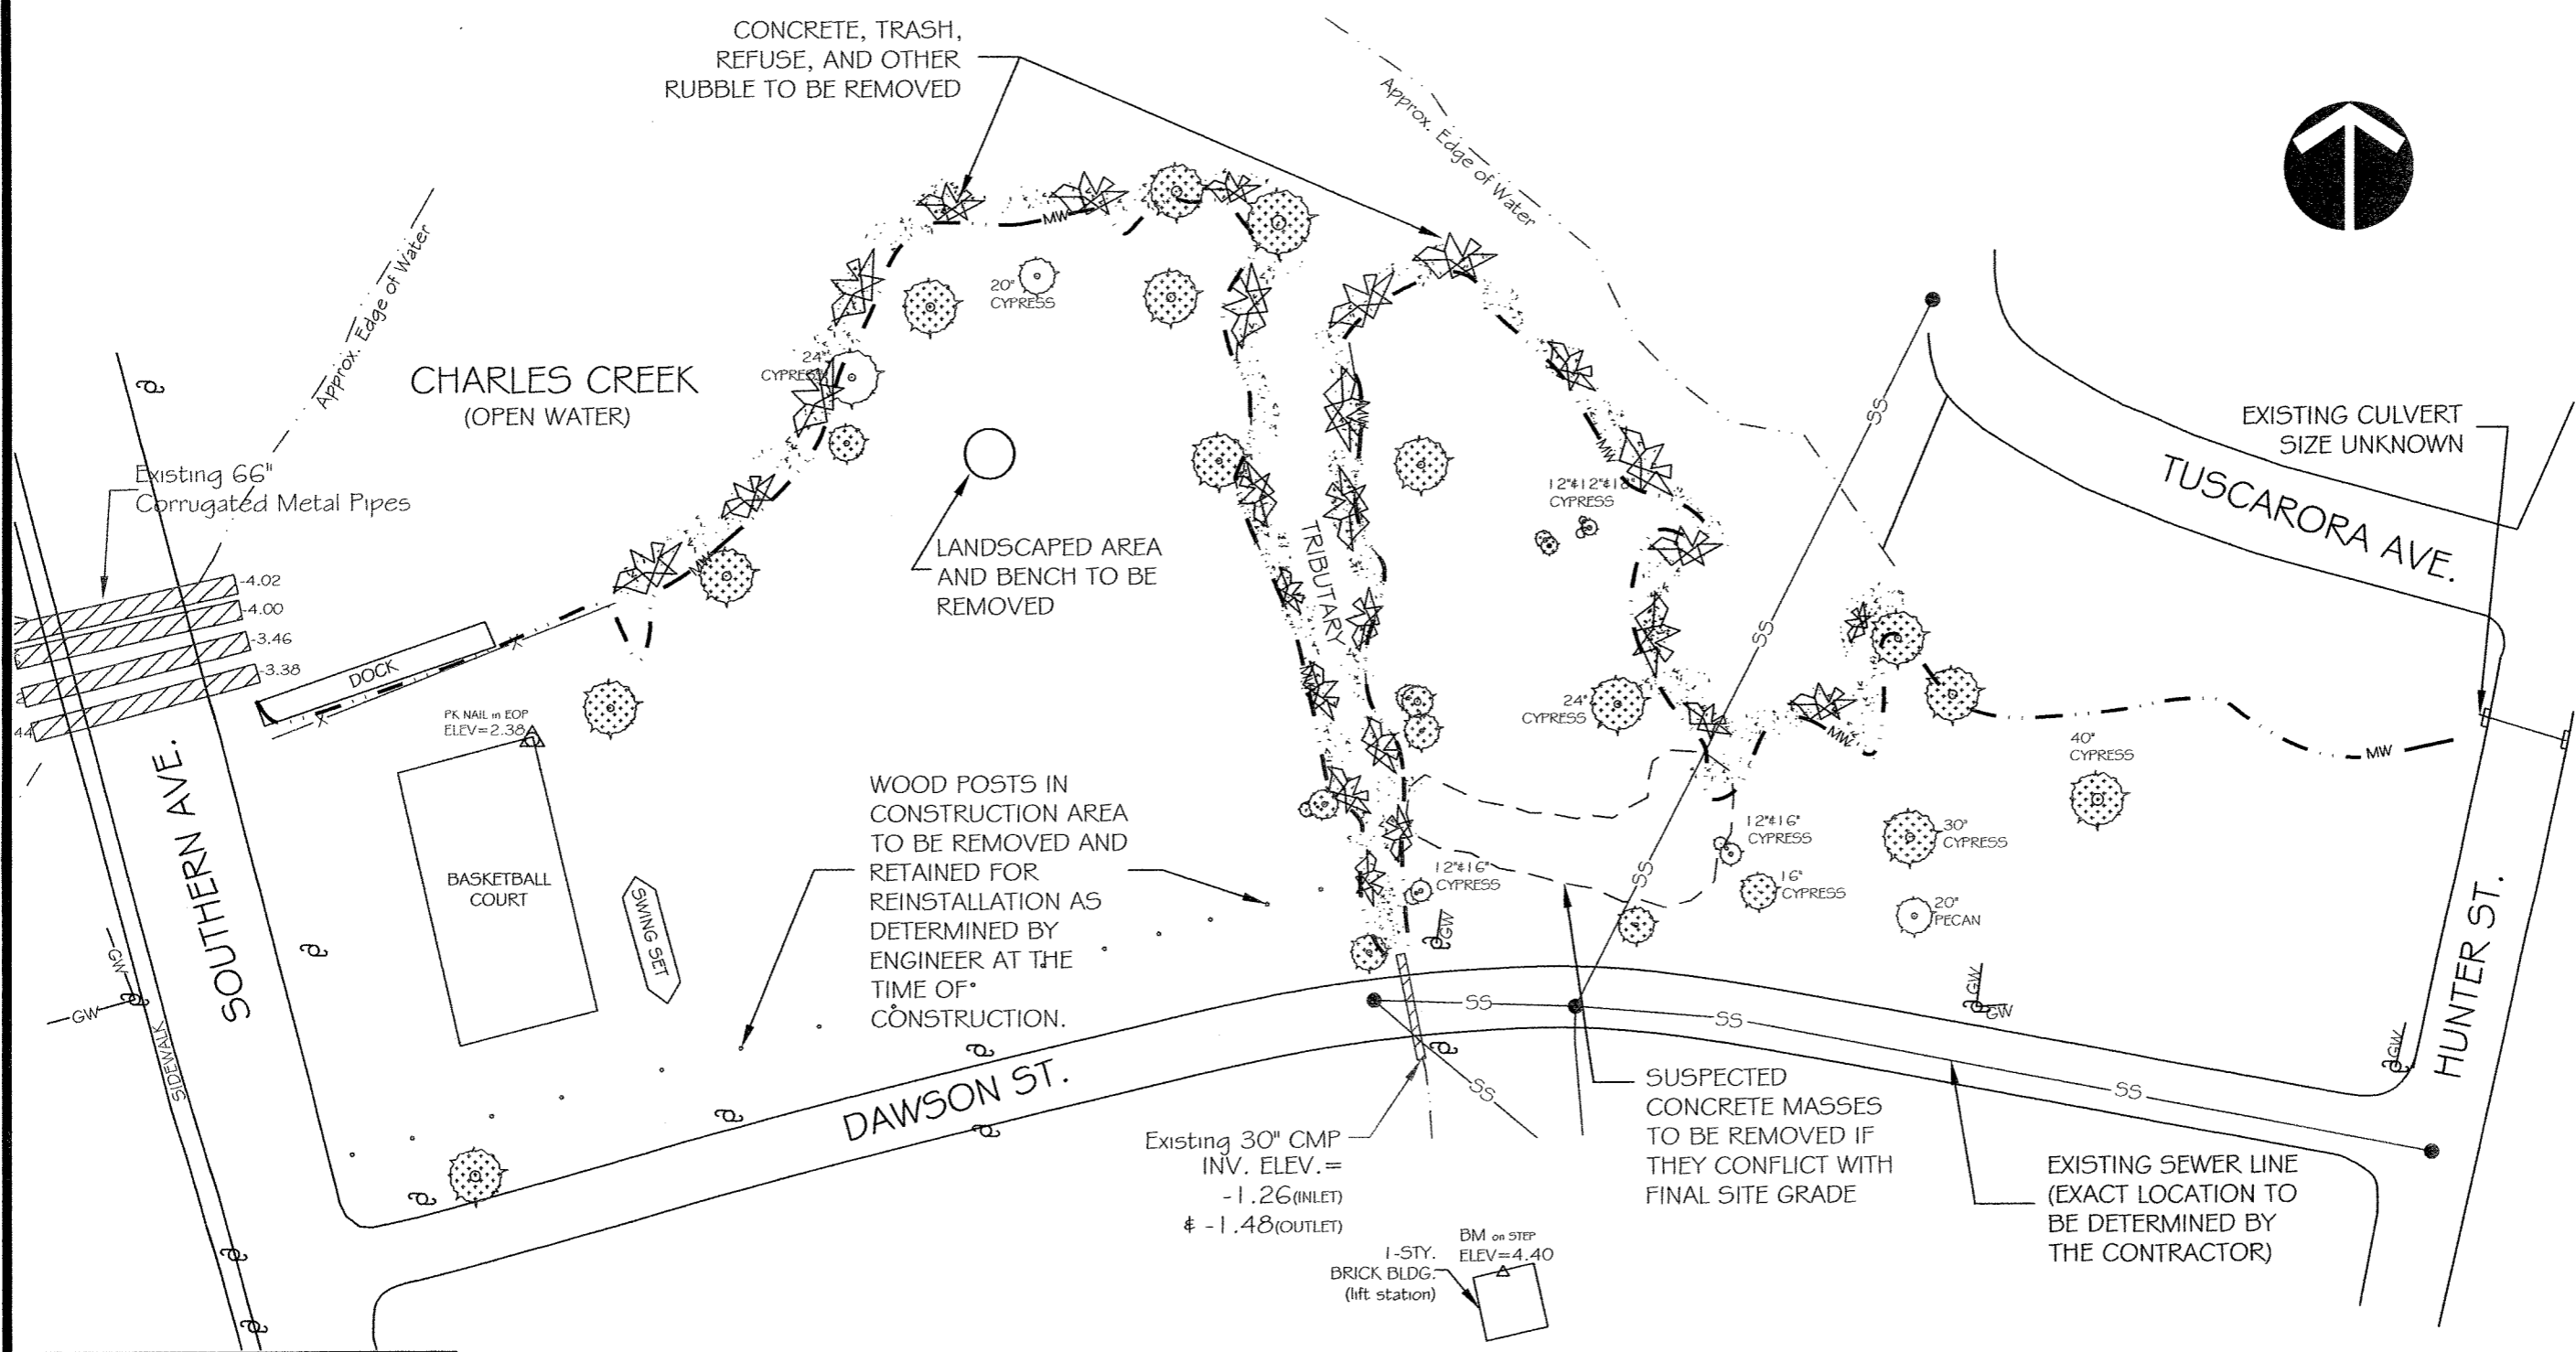 CONCRETE, TRASH,
REFUSE, AND OTHER
RUBBLE TO BE REMOVED
Approx. Edge of Water
Approx. Edge of Water
MW
20"
CYPRESS
24"
CYPRESS
CHARLES CREEK
(OPEN WATER)
EXISTING CULVERT
SIZE UNKNOWN
TUSCARORA AVE.
SS
MW
MW
Existing 66"
Corrugated Metal Pipes
12"&12"&1
CYPRESS
LANDSCAPED AREA
AND BENCH TO BE
REMOVED
TRIBUTARY
MW
-4.02
-4.00
-3.46
-3.38
44
DOCK
X
X
SS
PK NAIL in EOP
ELEV=2.38
MW
24"
CYPRESS
MW
MW
40"
CYPRESS
SOUTHERN AVE.
WOOD POSTS IN
CONSTRUCTION AREA
TO BE REMOVED AND
RETAINED FOR
REINSTALLATION AS
DETERMINED BY
ENGINEER AT THE
TIME OF
CONSTRUCTION.
BASKETBALL
COURT
SWING SET
12"&16"
CYPRESS
SS
12"&16"
CYPRESS
30"
CYPRESS
16"
CYPRESS
20"
PECAN
GW
GW
GW
SIDEWALK
GW
GW
GW
HUNTER ST.
SS
SS
SS
SS
DAWSON ST.
Existing 30" CMP
INV. ELEV.=
-1.26(INLET)
& -1.48(OUTLET)
SUSPECTED
CONCRETE MASSES
TO BE REMOVED IF
THEY CONFLICT WITH
FINAL SITE GRADE
EXISTING SEWER LINE
(EXACT LOCATION TO
BE DETERMINED BY
THE CONTRACTOR)
1-STY.
BRICK BLDG.
(lift station)
BM on STEP
ELEV=4.40